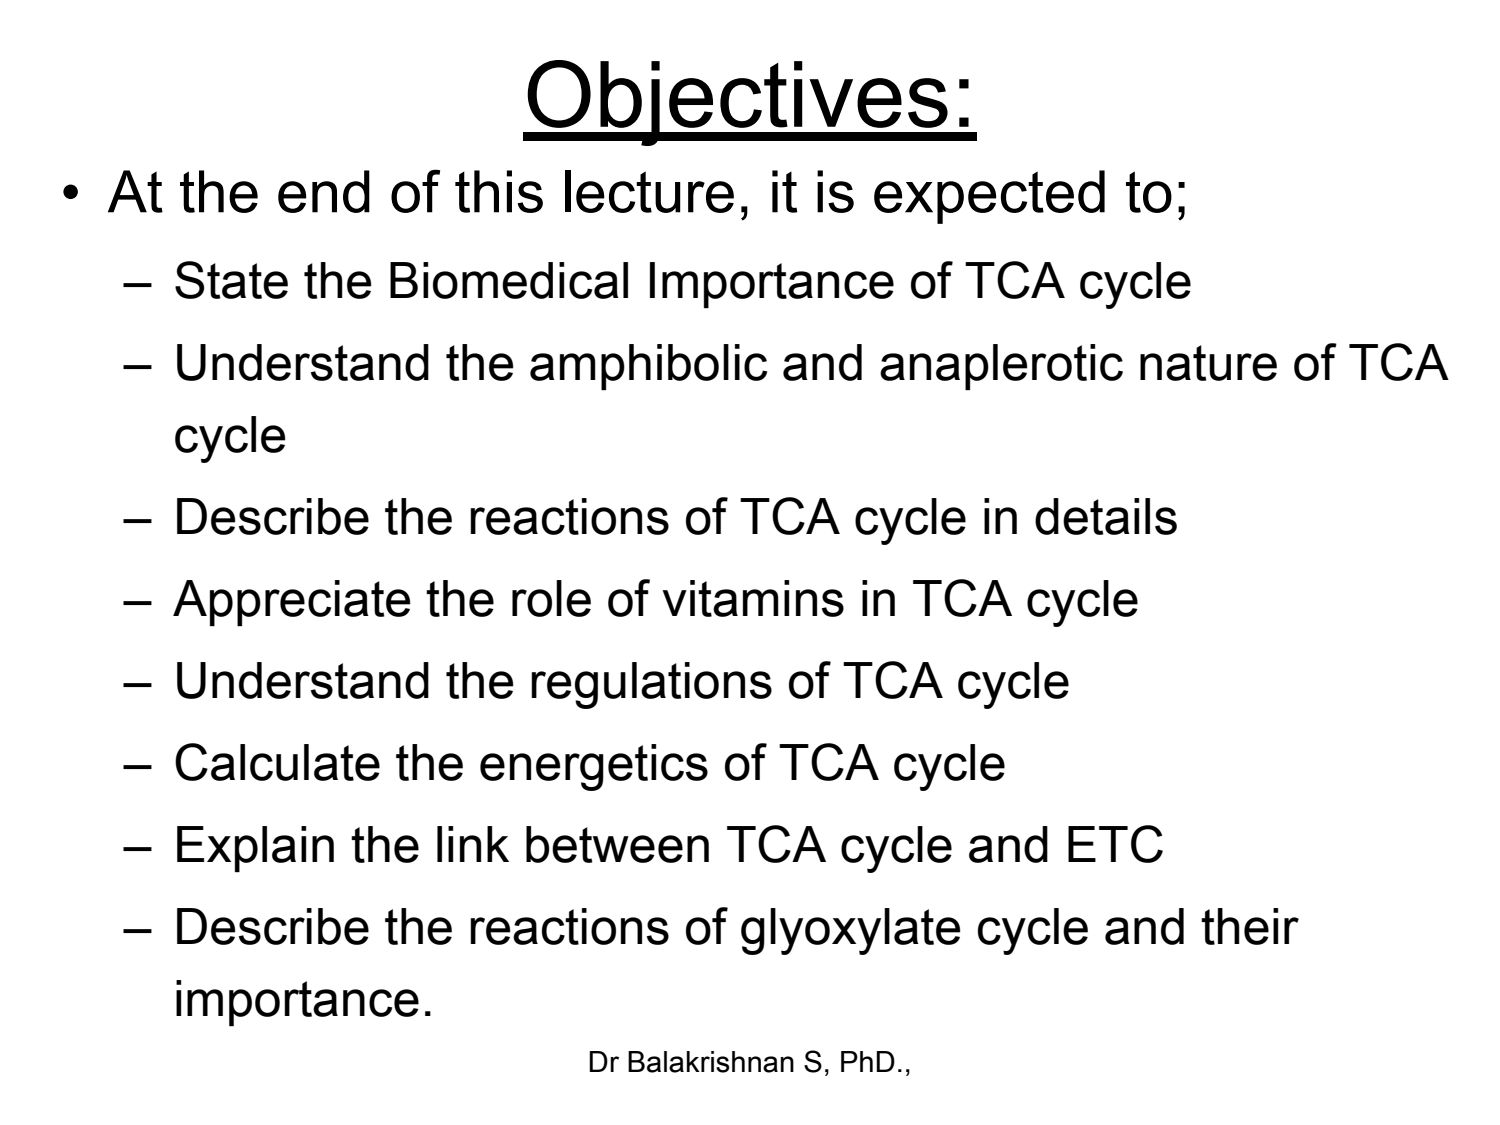 Objectives:
• At the end of this lecture, it is expected to;
– State the Biomedical Importance of TCA cycle
– Understand the amphibolic and anaplerotic nature of TCA
cycle
– Describe the reactions of TCA cycle in details
– Appreciate the role of vitamins in TCA cycle
– Understand the regulations of TCA cycle
– Calculate the energetics of TCA cycle
– Explain the link between TCA cycle and ETC
– Describe the reactions of glyoxylate cycle and their
importance.
Dr Balakrishnan S, PhD.,